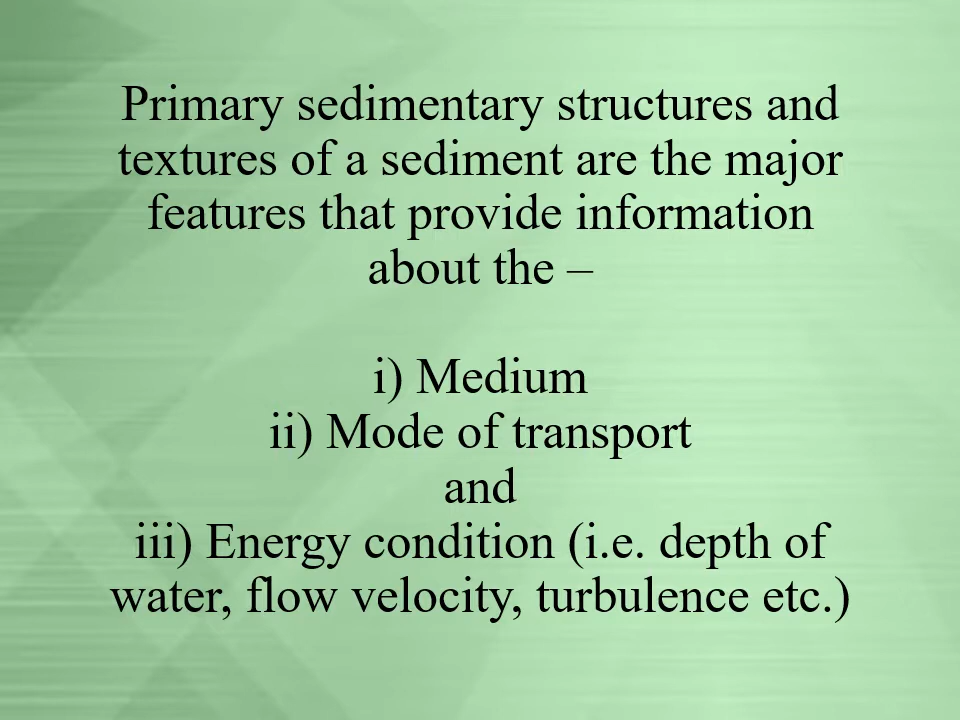 Primary sedimentary structures and
textures of a sediment are the major
features that provide information
about the –
i) Medium
ii) Mode of transport
and
iii) Energy condition (i.e. depth of
water, flow velocity, turbulence etc.)